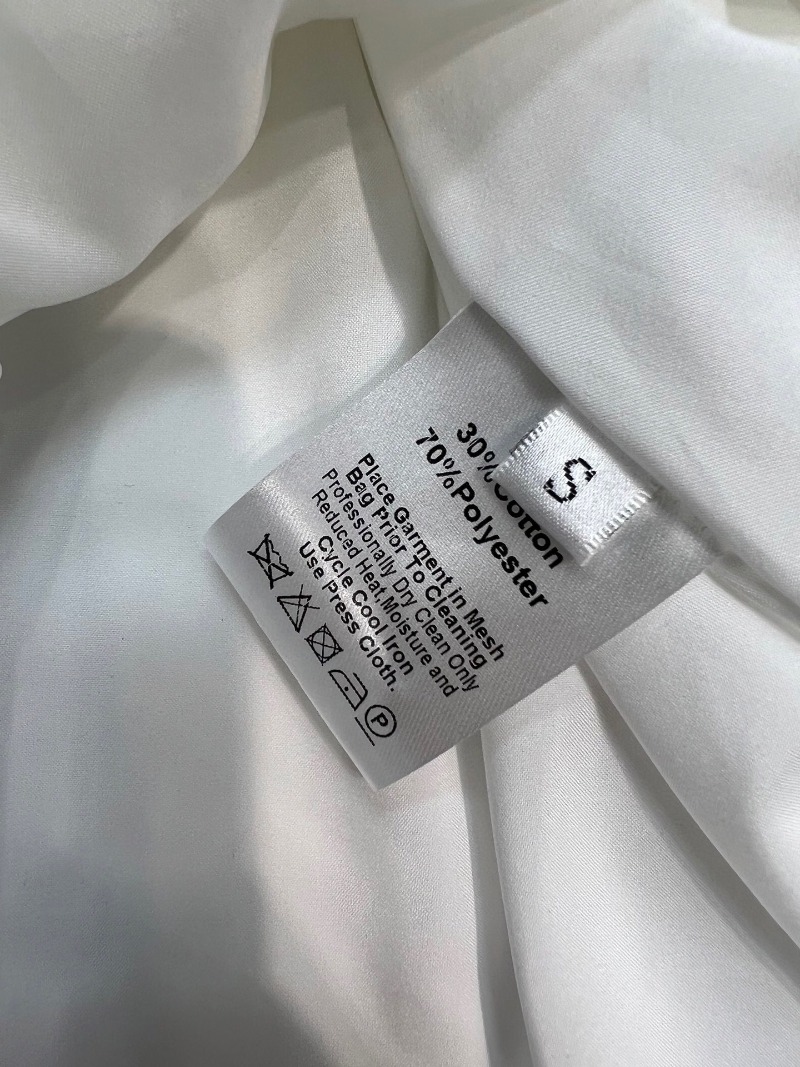 S
30%Cotton
70%Polyester
Place Garment in Mesh
Bag Prior To Cleaning
Professionally Dry Clean Only
Reduced Heat.Moisture and
Cycle Cool Iron
Use Press Cloth.
P